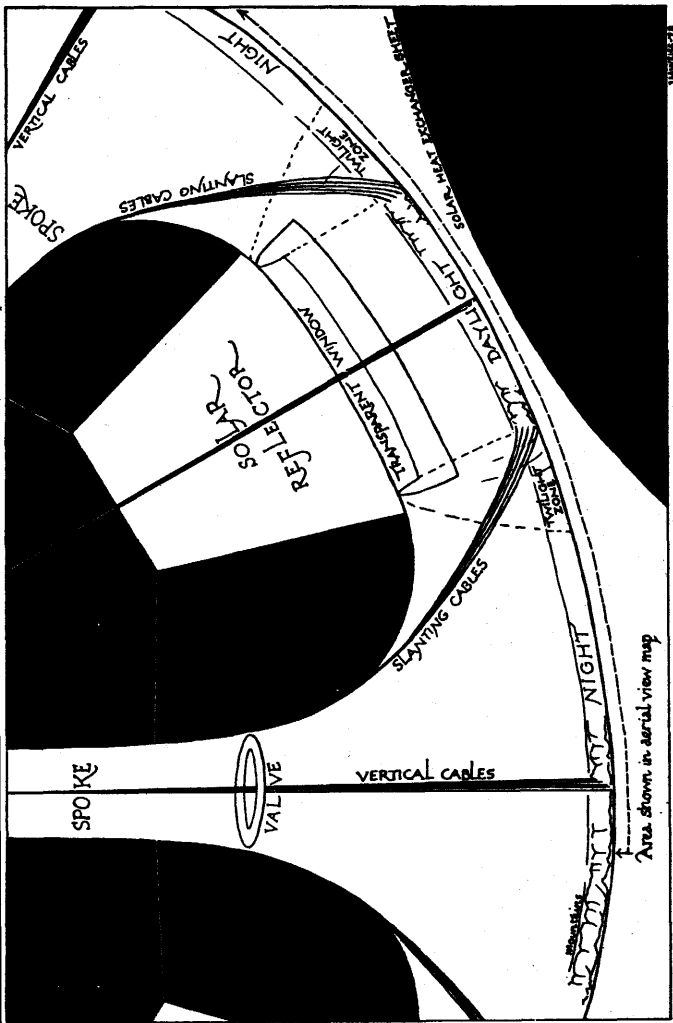 VERTICAL CABLES
NIGHT
SOLAR HEAT EXCHANGER SHEET
TWILIGHT
ZONE
SLANTING CABLES
SPOKE
DAYLIGHT
TRANSPARENT WINDOW
SOLAR
REFLECTOR
TWILIGHT
ZONE
SLANTING CABLES
NIGHT
Area shown in aerial view map
VERTICAL CABLES
SPOKE
VALVE
Mountains